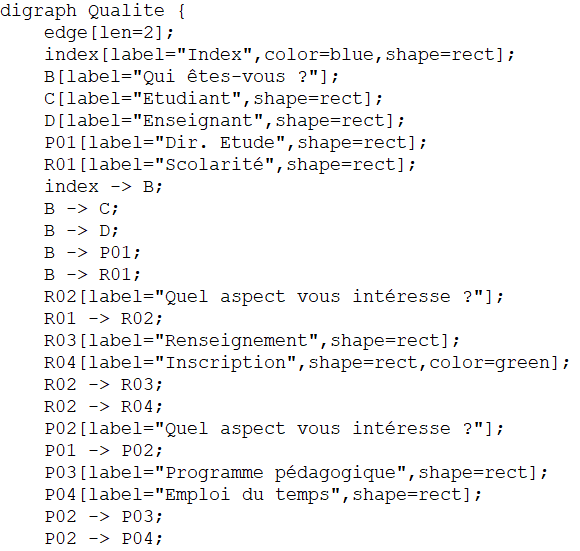 digraph Qualite {
    edge[len=2];
    index[label="Index",color=blue,shape=rect];
    B[label="Qui êtes-vous ?"];
    C[label="Etudiant",shape=rect];
    D[label="Enseignant",shape=rect];
    P01[label="Dir. Etude",shape=rect];
    R01[label="Scolarité",shape=rect];
    index -> B;
    B -> C;
    B -> D;
    B -> P01;
    B -> R01;
    R02[label="Quel aspect vous intéresse ?"];
    R01 -> R02;
    R03[label="Renseignement",shape=rect];
    R04[label="Inscription",shape=rect,color=green];
    R02 -> R03;
    R02 -> R04;
    P02[label="Quel aspect vous intéresse ?"];
    P01 -> P02;
    P03[label="Programme pédagogique",shape=rect];
    P04[label="Emploi du temps",shape=rect];
    P02 -> P03;
    P02 -> P04;